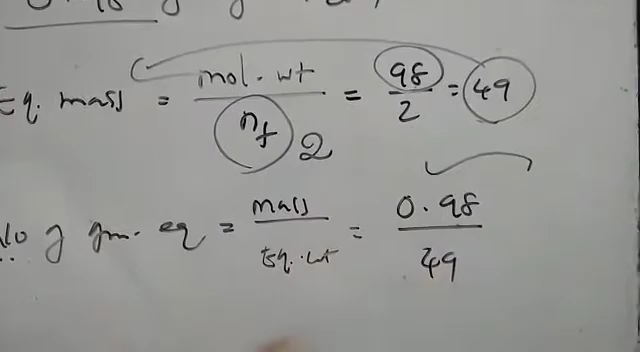 Eq. mass = mol. wt / nf 2 = 98 / 2 = 49
No of gm. eq = mass / Eq. wt = 0.98 / 49